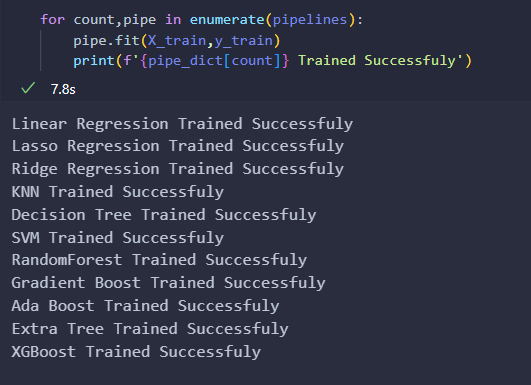 for count,pipe in enumerate(pipelines):
    pipe.fit(X_train,y_train)
    print(f'{pipe_dict[count]} Trained Successfuly')
7.8s
Linear Regression Trained Successfuly
Lasso Regression Trained Successfuly
Ridge Regression Trained Successfuly
KNN Trained Successfuly
Decision Tree Trained Successfuly
SVM Trained Successfuly
RandomForest Trained Successfuly
Gradient Boost Trained Successfuly
Ada Boost Trained Successfuly
Extra Tree Trained Successfuly
XGBoost Trained Successfuly